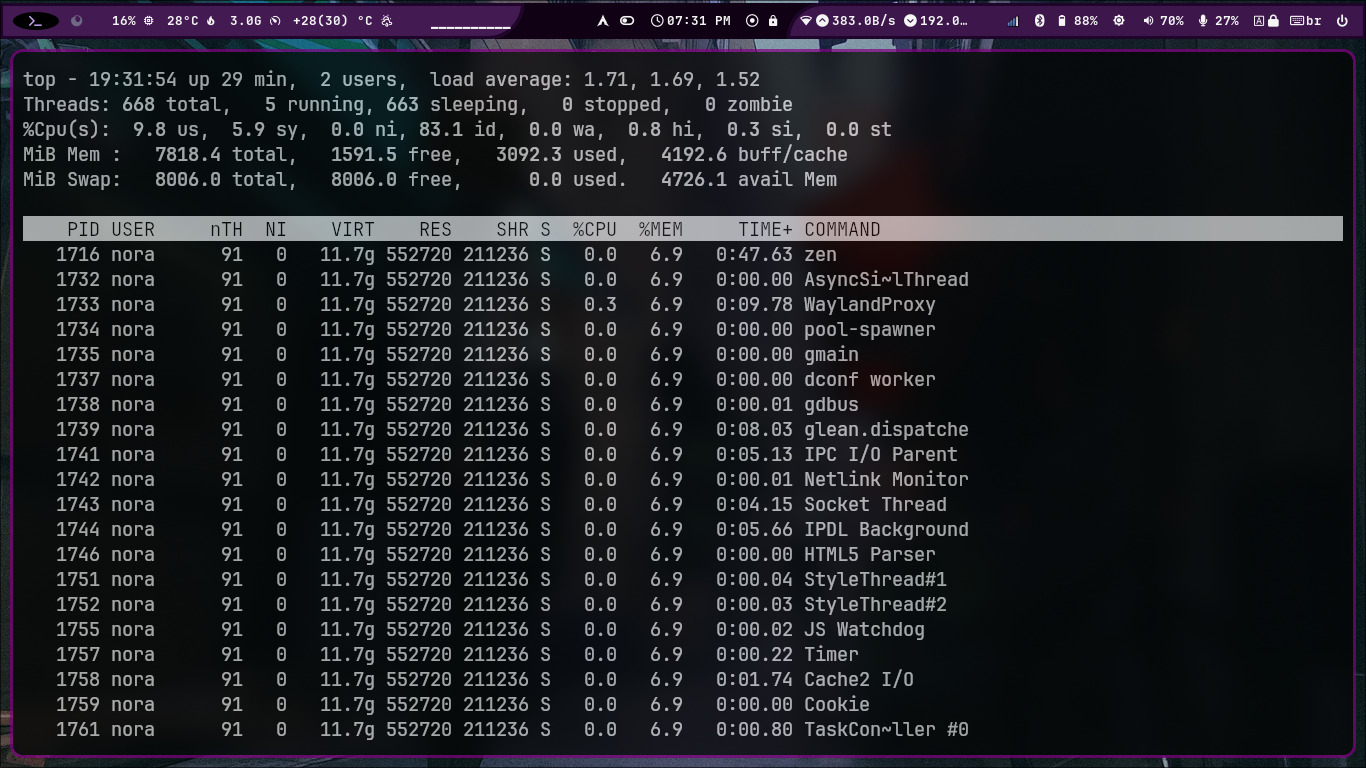 >_ 16% 28°C 3.0G +28(30) °C __________ 07:31 PM 383.0B/s 192.0… 88% 70% 27% A br
top - 19:31:54 up 29 min,  2 users,  load average: 1.71, 1.69, 1.52
Threads: 668 total,   5 running, 663 sleeping,   0 stopped,   0 zombie
%Cpu(s):  9.8 us,  5.9 sy,  0.0 ni, 83.1 id,  0.0 wa,  0.8 hi,  0.3 si,  0.0 st
MiB Mem :   7818.4 total,   1591.5 free,   3092.3 used,   4192.6 buff/cache
MiB Swap:   8006.0 total,   8006.0 free,      0.0 used.   4726.1 avail Mem
PID USER     nTH  NI    VIRT    RES    SHR S  %CPU  %MEM     TIME+ COMMAND
1716 nora      91   0   11.7g 552720 211236 S   0.0   6.9   0:47.63 zen
1732 nora      91   0   11.7g 552720 211236 S   0.0   6.9   0:00.00 AsyncSi~lThread
1733 nora      91   0   11.7g 552720 211236 S   0.3   6.9   0:09.78 WaylandProxy
1734 nora      91   0   11.7g 552720 211236 S   0.0   6.9   0:00.00 pool-spawner
1735 nora      91   0   11.7g 552720 211236 S   0.0   6.9   0:00.00 gmain
1737 nora      91   0   11.7g 552720 211236 S   0.0   6.9   0:00.00 dconf worker
1738 nora      91   0   11.7g 552720 211236 S   0.0   6.9   0:00.01 gdbus
1739 nora      91   0   11.7g 552720 211236 S   0.0   6.9   0:08.03 glean.dispatche
1741 nora      91   0   11.7g 552720 211236 S   0.0   6.9   0:05.13 IPC I/O Parent
1742 nora      91   0   11.7g 552720 211236 S   0.0   6.9   0:00.01 Netlink Monitor
1743 nora      91   0   11.7g 552720 211236 S   0.0   6.9   0:04.15 Socket Thread
1744 nora      91   0   11.7g 552720 211236 S   0.0   6.9   0:05.66 IPDL Background
1746 nora      91   0   11.7g 552720 211236 S   0.0   6.9   0:00.00 HTML5 Parser
1751 nora      91   0   11.7g 552720 211236 S   0.0   6.9   0:00.04 StyleThread#1
1752 nora      91   0   11.7g 552720 211236 S   0.0   6.9   0:00.03 StyleThread#2
1755 nora      91   0   11.7g 552720 211236 S   0.0   6.9   0:00.02 JS Watchdog
1757 nora      91   0   11.7g 552720 211236 S   0.0   6.9   0:00.22 Timer
1758 nora      91   0   11.7g 552720 211236 S   0.0   6.9   0:01.74 Cache2 I/O
1759 nora      91   0   11.7g 552720 211236 S   0.0   6.9   0:00.00 Cookie
1761 nora      91   0   11.7g 552720 211236 S   0.0   6.9   0:00.80 TaskCon~ller #0